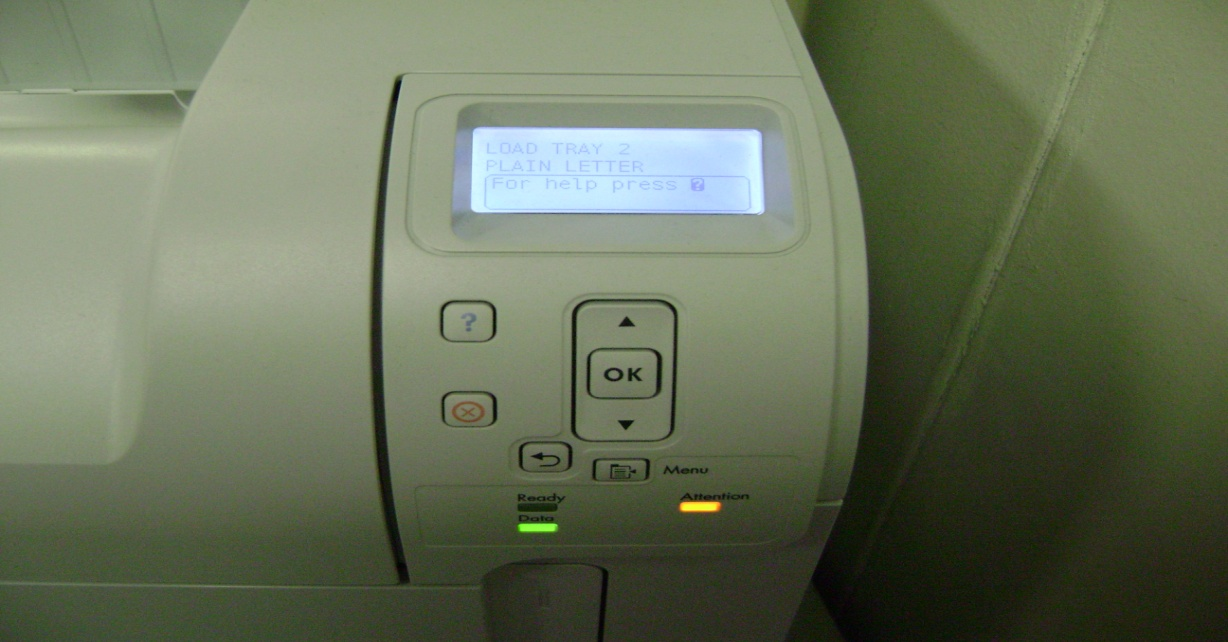 LOAD TRAY 2
PLAIN LETTER
For help press ?
?
OK
Menu
Ready
Attention
Data